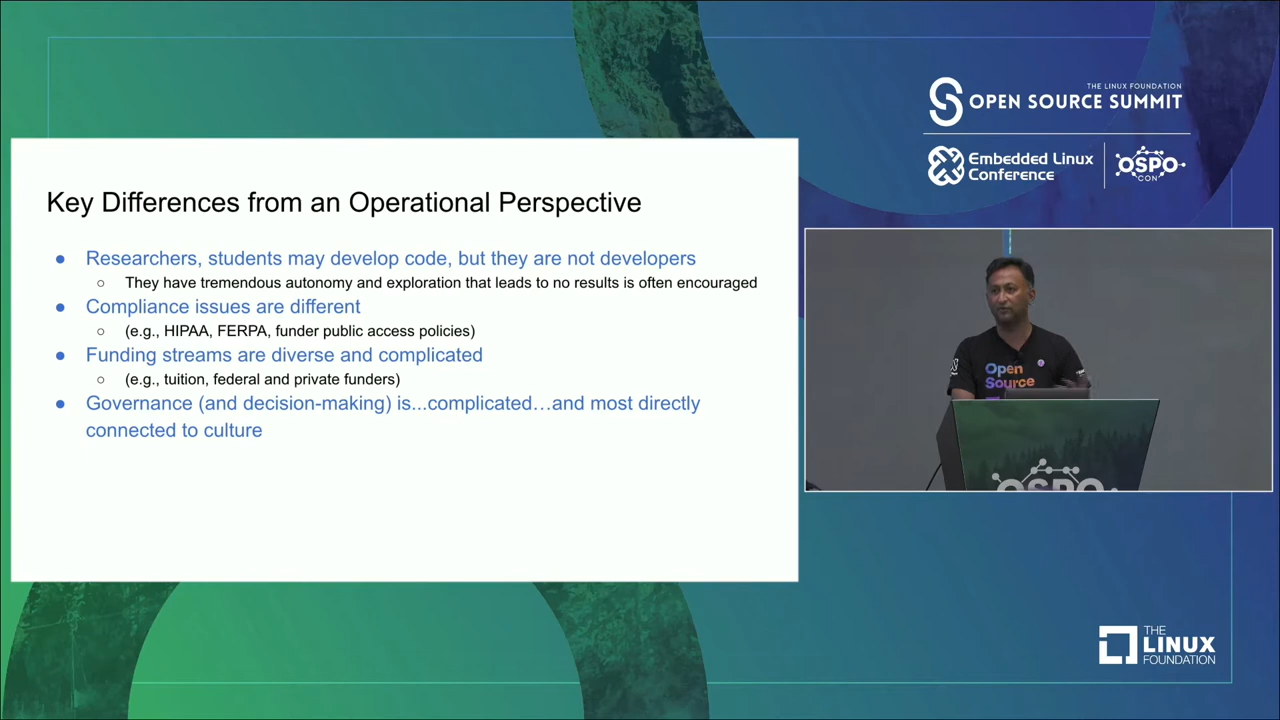 THE LINUX FOUNDATION
OPEN SOURCE SUMMIT
Embedded Linux
Conference
OSPO
CON
Key Differences from an Operational Perspective
● Researchers, students may develop code, but they are not developers
○ They have tremendous autonomy and exploration that leads to no results is often encouraged
● Compliance issues are different
○ (e.g., HIPAA, FERPA, funder public access policies)
● Funding streams are diverse and complicated
○ (e.g., tuition, federal and private funders)
● Governance (and decision-making) is...complicated…and most directly
connected to culture
Open
Source
OSPO
THE
LINUX
FOUNDATION